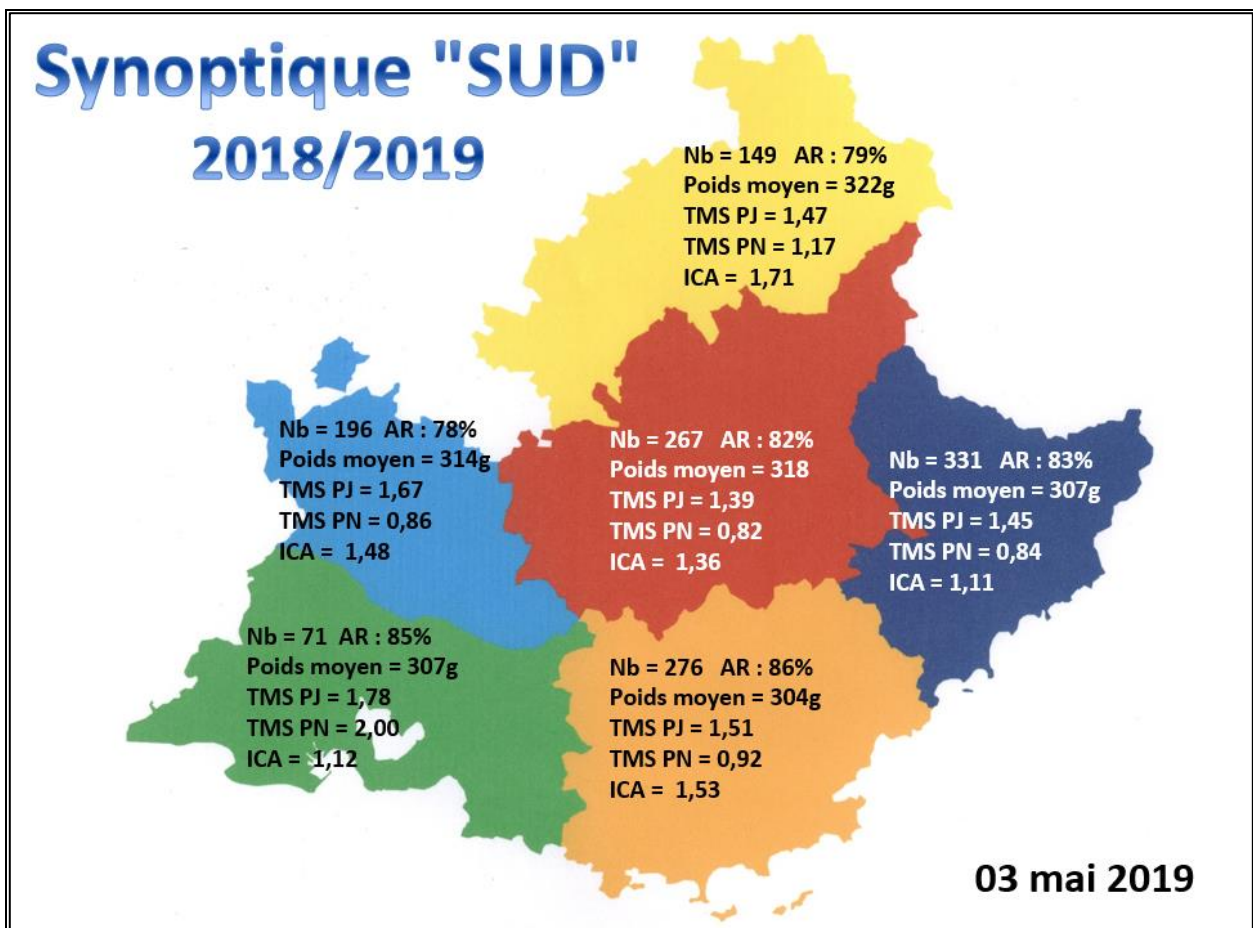 Synoptique "SUD"
2018/2019
Nb = 149 AR : 79%
Poids moyen = 322g
TMS PJ = 1,47
TMS PN = 1,17
ICA = 1,71
Nb = 196 AR : 78%
Poids moyen = 314g
TMS PJ = 1,67
TMS PN = 0,86
ICA = 1,48
Nb = 267 AR : 82%
Poids moyen = 318
TMS PJ = 1,39
TMS PN = 0,82
ICA = 1,36
Nb = 331 AR : 83%
Poids moyen = 307g
TMS PJ = 1,45
TMS PN = 0,84
ICA = 1,11
Nb = 71 AR : 85%
Poids moyen = 307g
TMS PJ = 1,78
TMS PN = 2,00
ICA = 1,12
Nb = 276 AR : 86%
Poids moyen = 304g
TMS PJ = 1,51
TMS PN = 0,92
ICA = 1,53
03 mai 2019